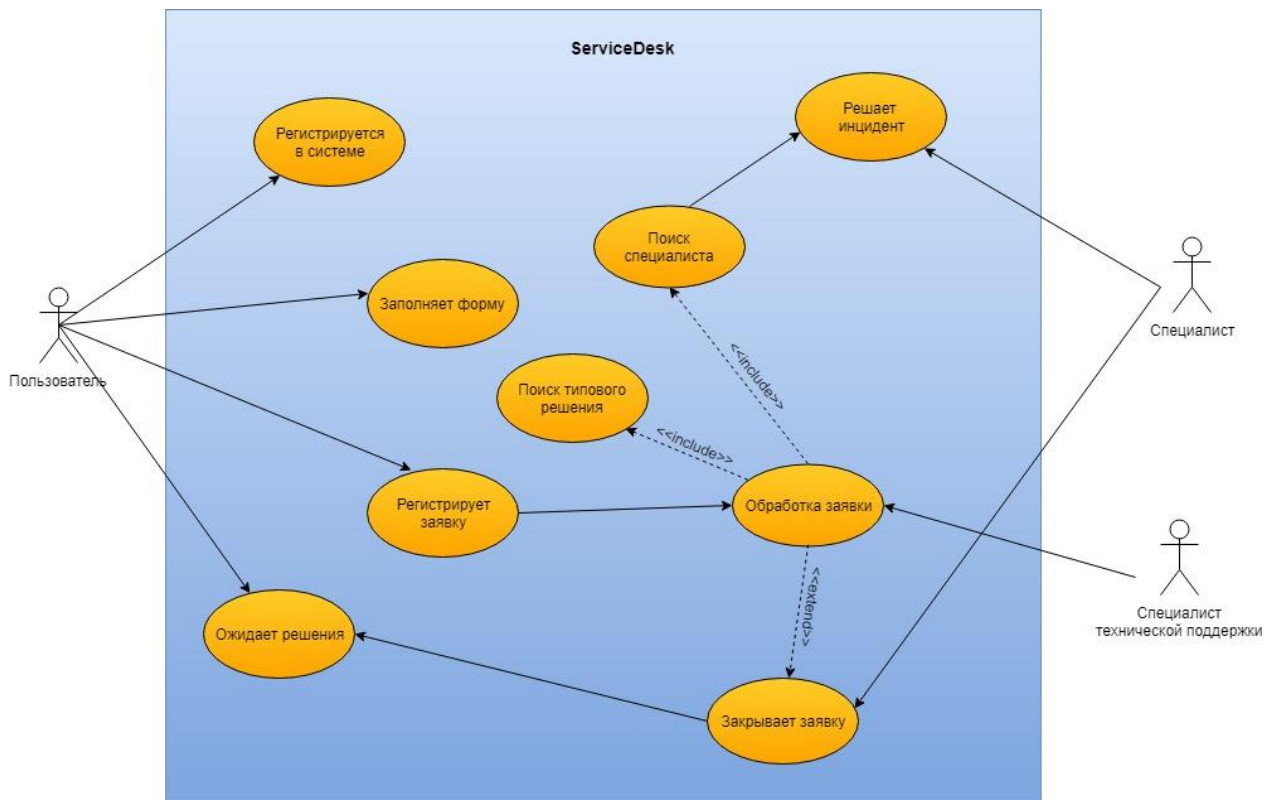 ServiceDesk
Регистрируется
в системе
Решает
инцидент
Поиск
специалиста
Заполняет форму
Специалист
Пользователь
<<include>>
Поиск типового
решения
<<include>>
Регистрирует
заявку
Обработка заявки
<<extend>>
Специалист
технической поддержки
Ожидает решения
Закрывает заявку